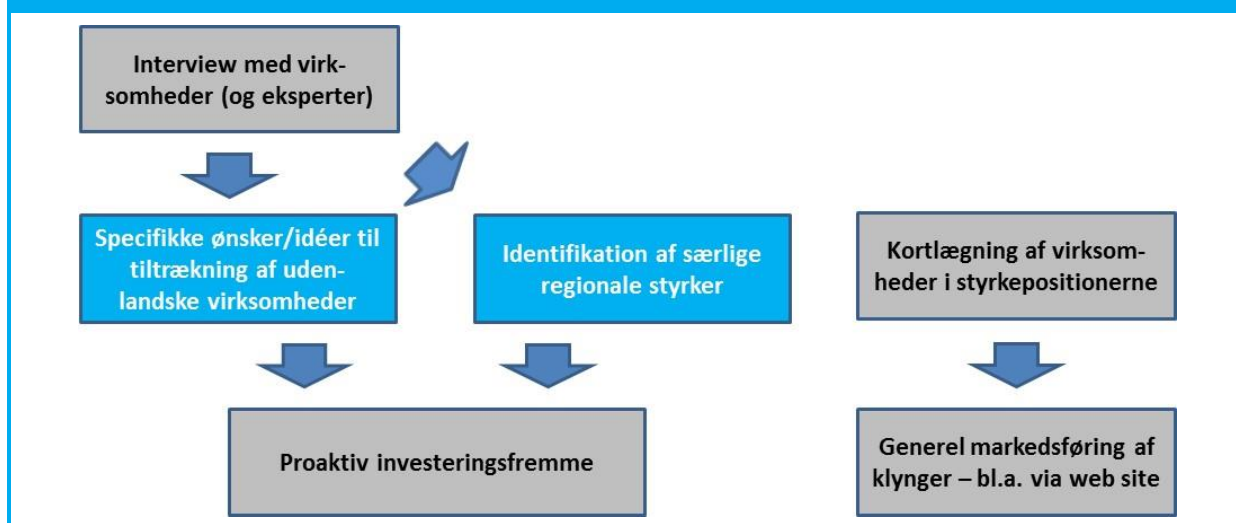 Interview med virk-
somheder (og eksperter)
Specifikke ønsker/idéer til
tiltrækning af uden-
landske virksomheder
Identifikation af særlige
regionale styrker
Kortlægning af virksom-
heder i styrkepositionerne
Proaktiv investeringsfremme
Generel markedsføring af
klynger – bl.a. via web site